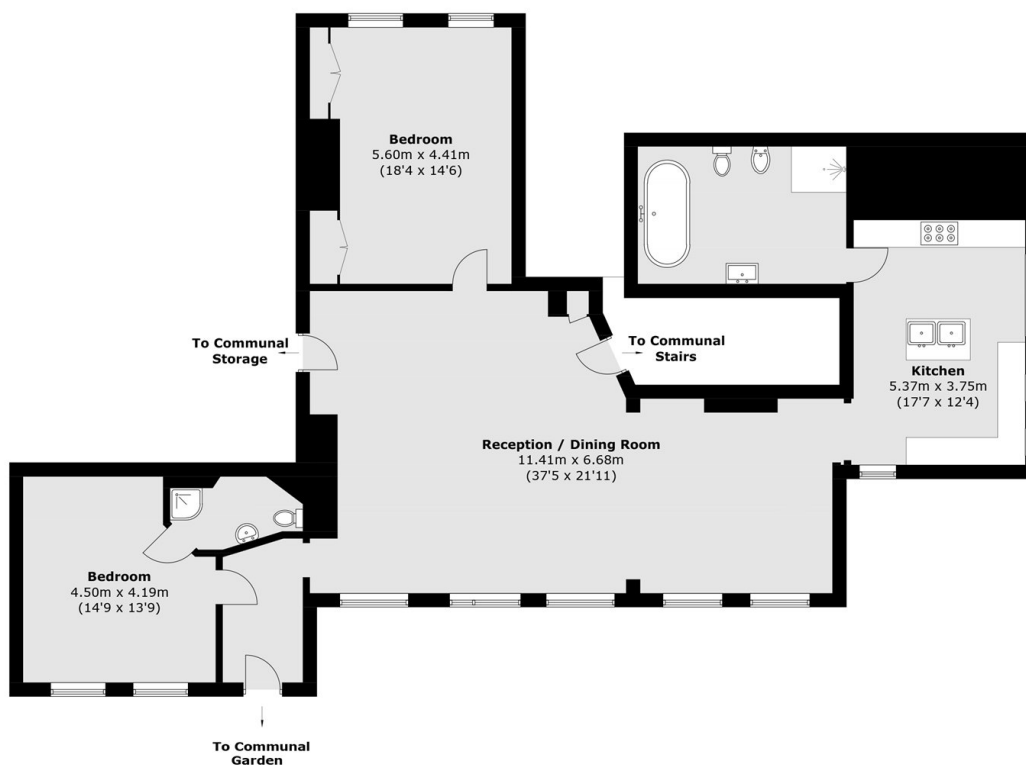 Bedroom
5.60m x 4.41m
(18'4 x 14'6)
To Communal
Storage
To Communal
Stairs
Kitchen
5.37m x 3.75m
(17'7 x 12'4)
Reception / Dining Room
11.41m x 6.68m
(37'5 x 21'11)
Bedroom
4.50m x 4.19m
(14'9 x 13'9)
To Communal
Garden